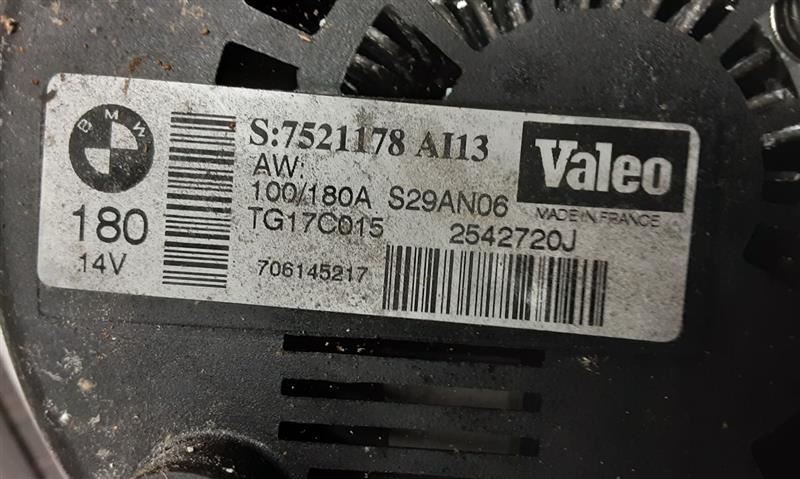 BMW
180
14V
S:7521178 AI13
AW:
100/180A S29AN06
TG17C015
2542720J
706145217
Valeo
MADE IN FRANCE